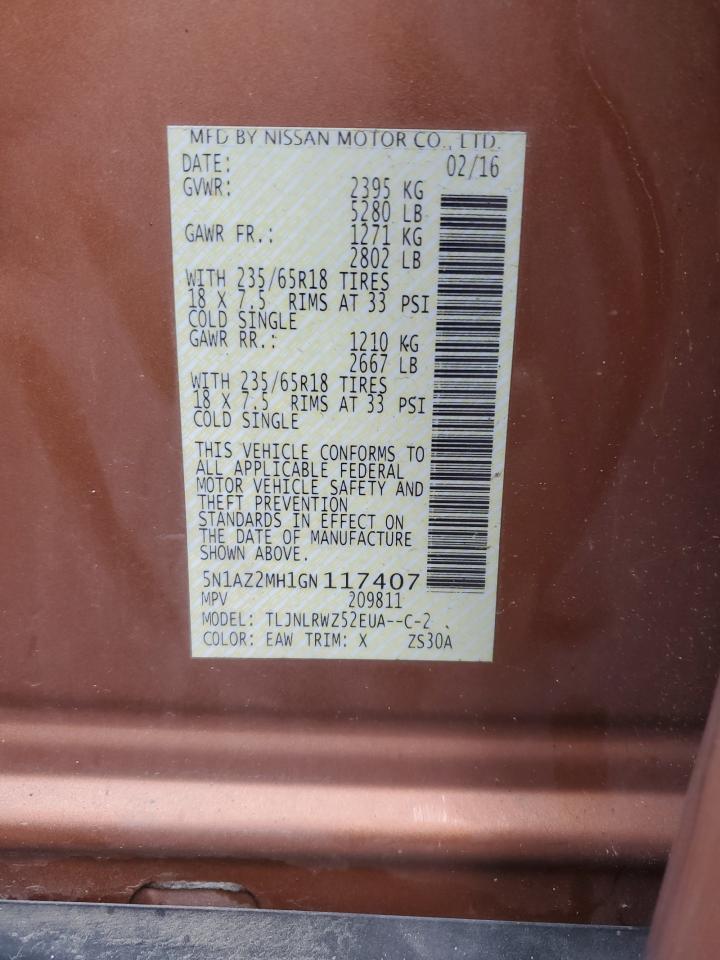 MFD BY NISSAN MOTOR CO., LTD.
DATE: 02/16
GVWR: 2395 KG
5280 LB
GAWR FR.: 1271 KG
2802 LB
WITH 235/65R18 TIRES
18 X 7.5 RIMS AT 33 PSI
COLD SINGLE
GAWR RR.: 1210 KG
2667 LB
WITH 235/65R18 TIRES
18 X 7.5 RIMS AT 33 PSI
COLD SINGLE
THIS VEHICLE CONFORMS TO
ALL APPLICABLE FEDERAL
MOTOR VEHICLE SAFETY AND
THEFT PREVENTION
STANDARDS IN EFFECT ON
THE DATE OF MANUFACTURE
SHOWN ABOVE.
5N1AZ2MH1GN117407
MPV 209811
MODEL: TLJNLRWZ52EUA--C-2
COLOR: EAW TRIM: X ZS30A